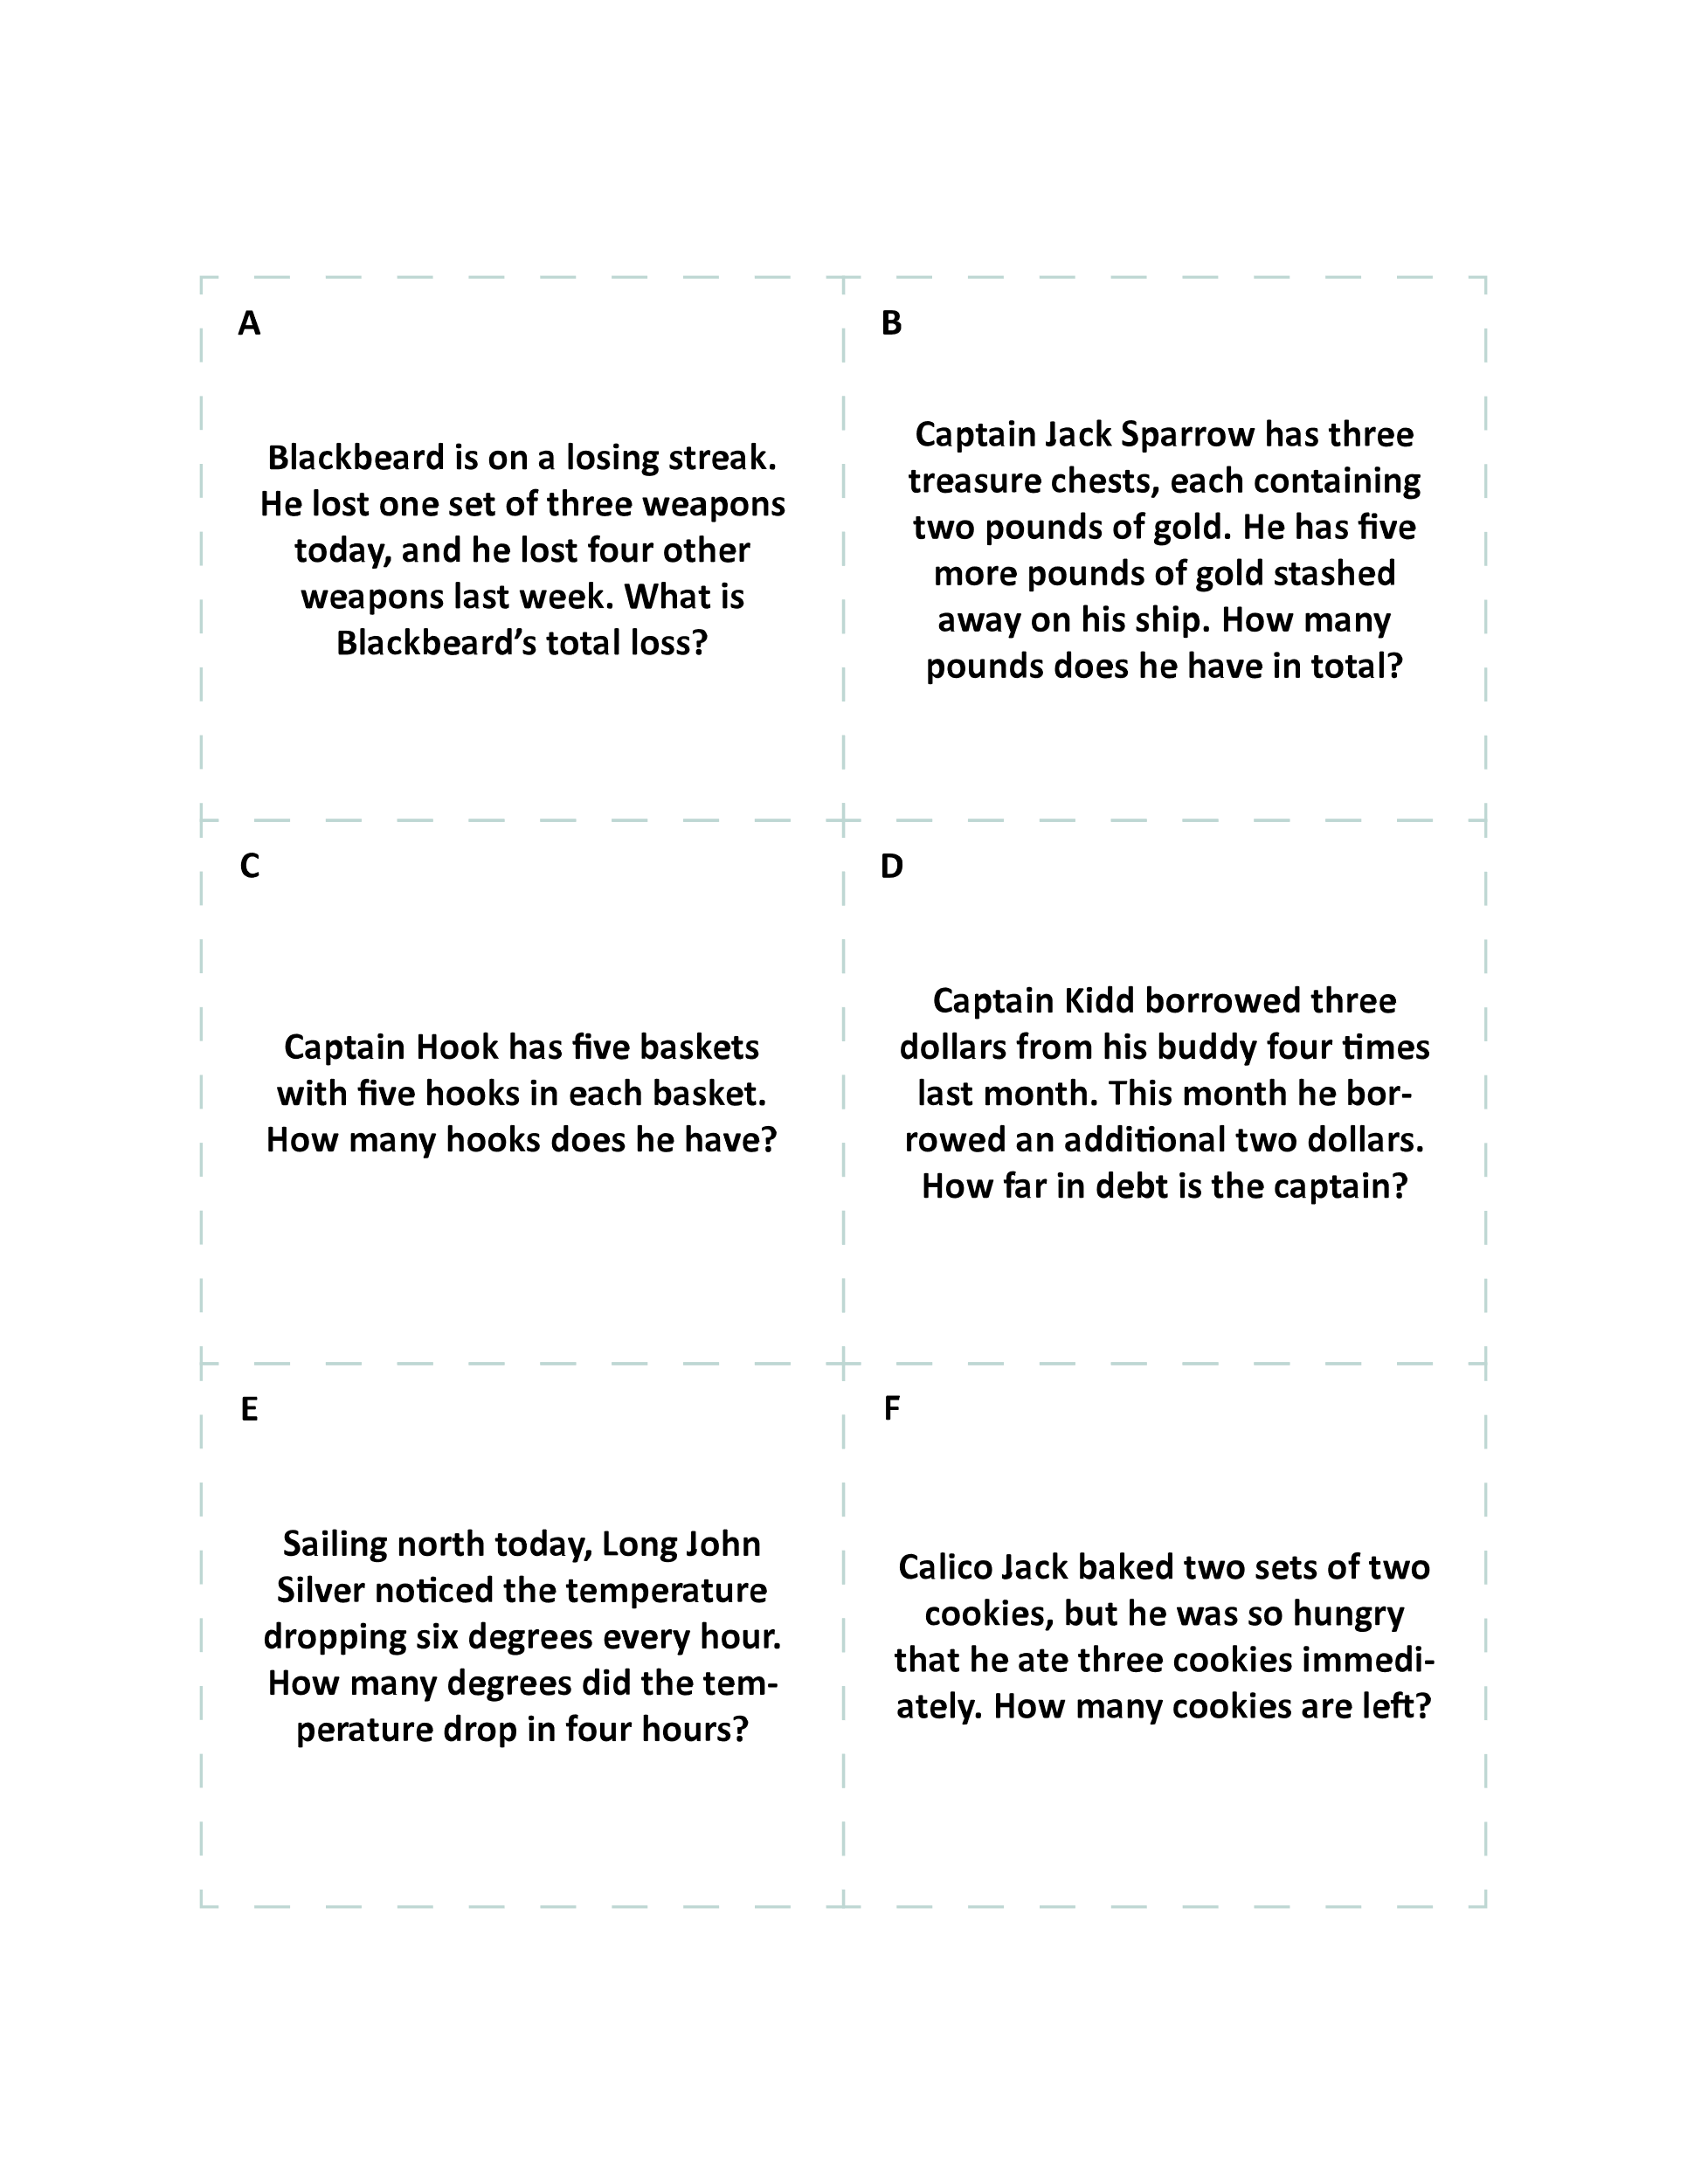 A
Blackbeard is on a losing streak.
He lost one set of three weapons
today, and he lost four other
weapons last week. What is
Blackbeard’s total loss?
B
Captain Jack Sparrow has three
treasure chests, each containing
two pounds of gold. He has five
more pounds of gold stashed
away on his ship. How many
pounds does he have in total?
C
Captain Hook has five baskets
with five hooks in each basket.
How many hooks does he have?
D
Captain Kidd borrowed three
dollars from his buddy four times
last month. This month he bor-
rowed an additional two dollars.
How far in debt is the captain?
E
Sailing north today, Long John
Silver noticed the temperature
dropping six degrees every hour.
How many degrees did the tem-
perature drop in four hours?
F
Calico Jack baked two sets of two
cookies, but he was so hungry
that he ate three cookies immedi-
ately. How many cookies are left?